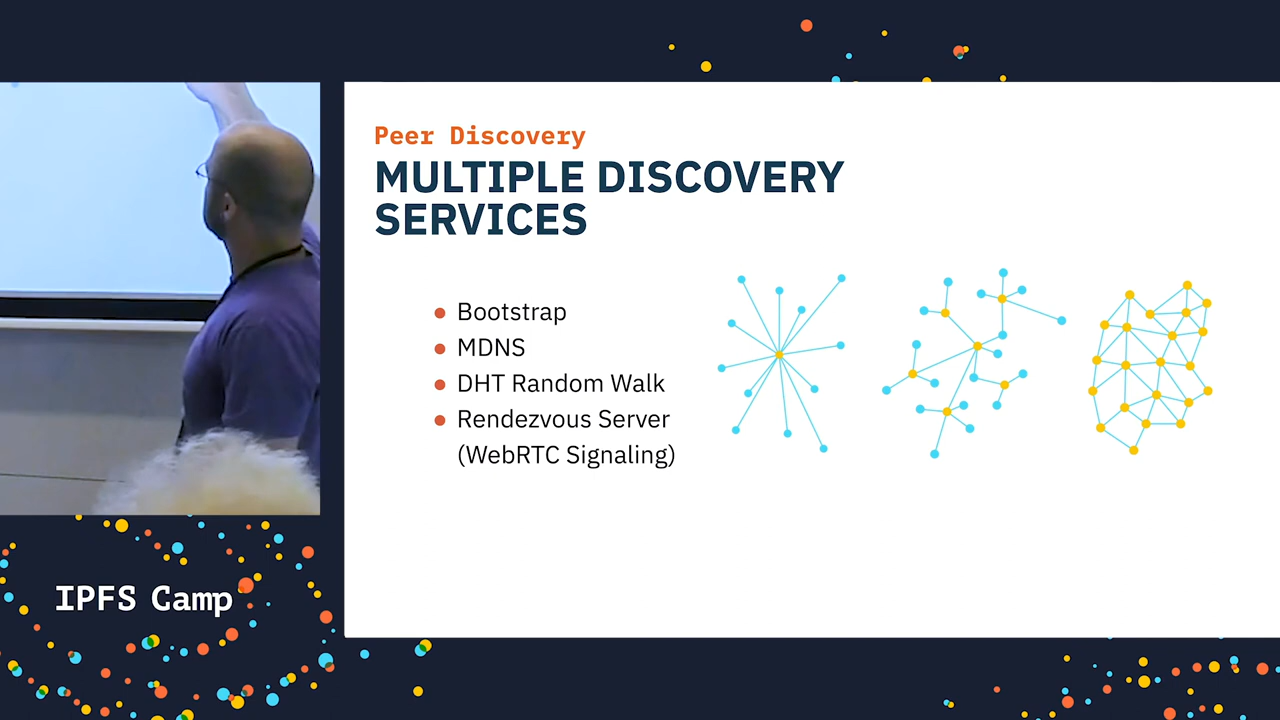 Peer Discovery
MULTIPLE DISCOVERY
SERVICES
Bootstrap
MDNS
DHT Random Walk
Rendezvous Server
(WebRTC Signaling)
IPFS Camp